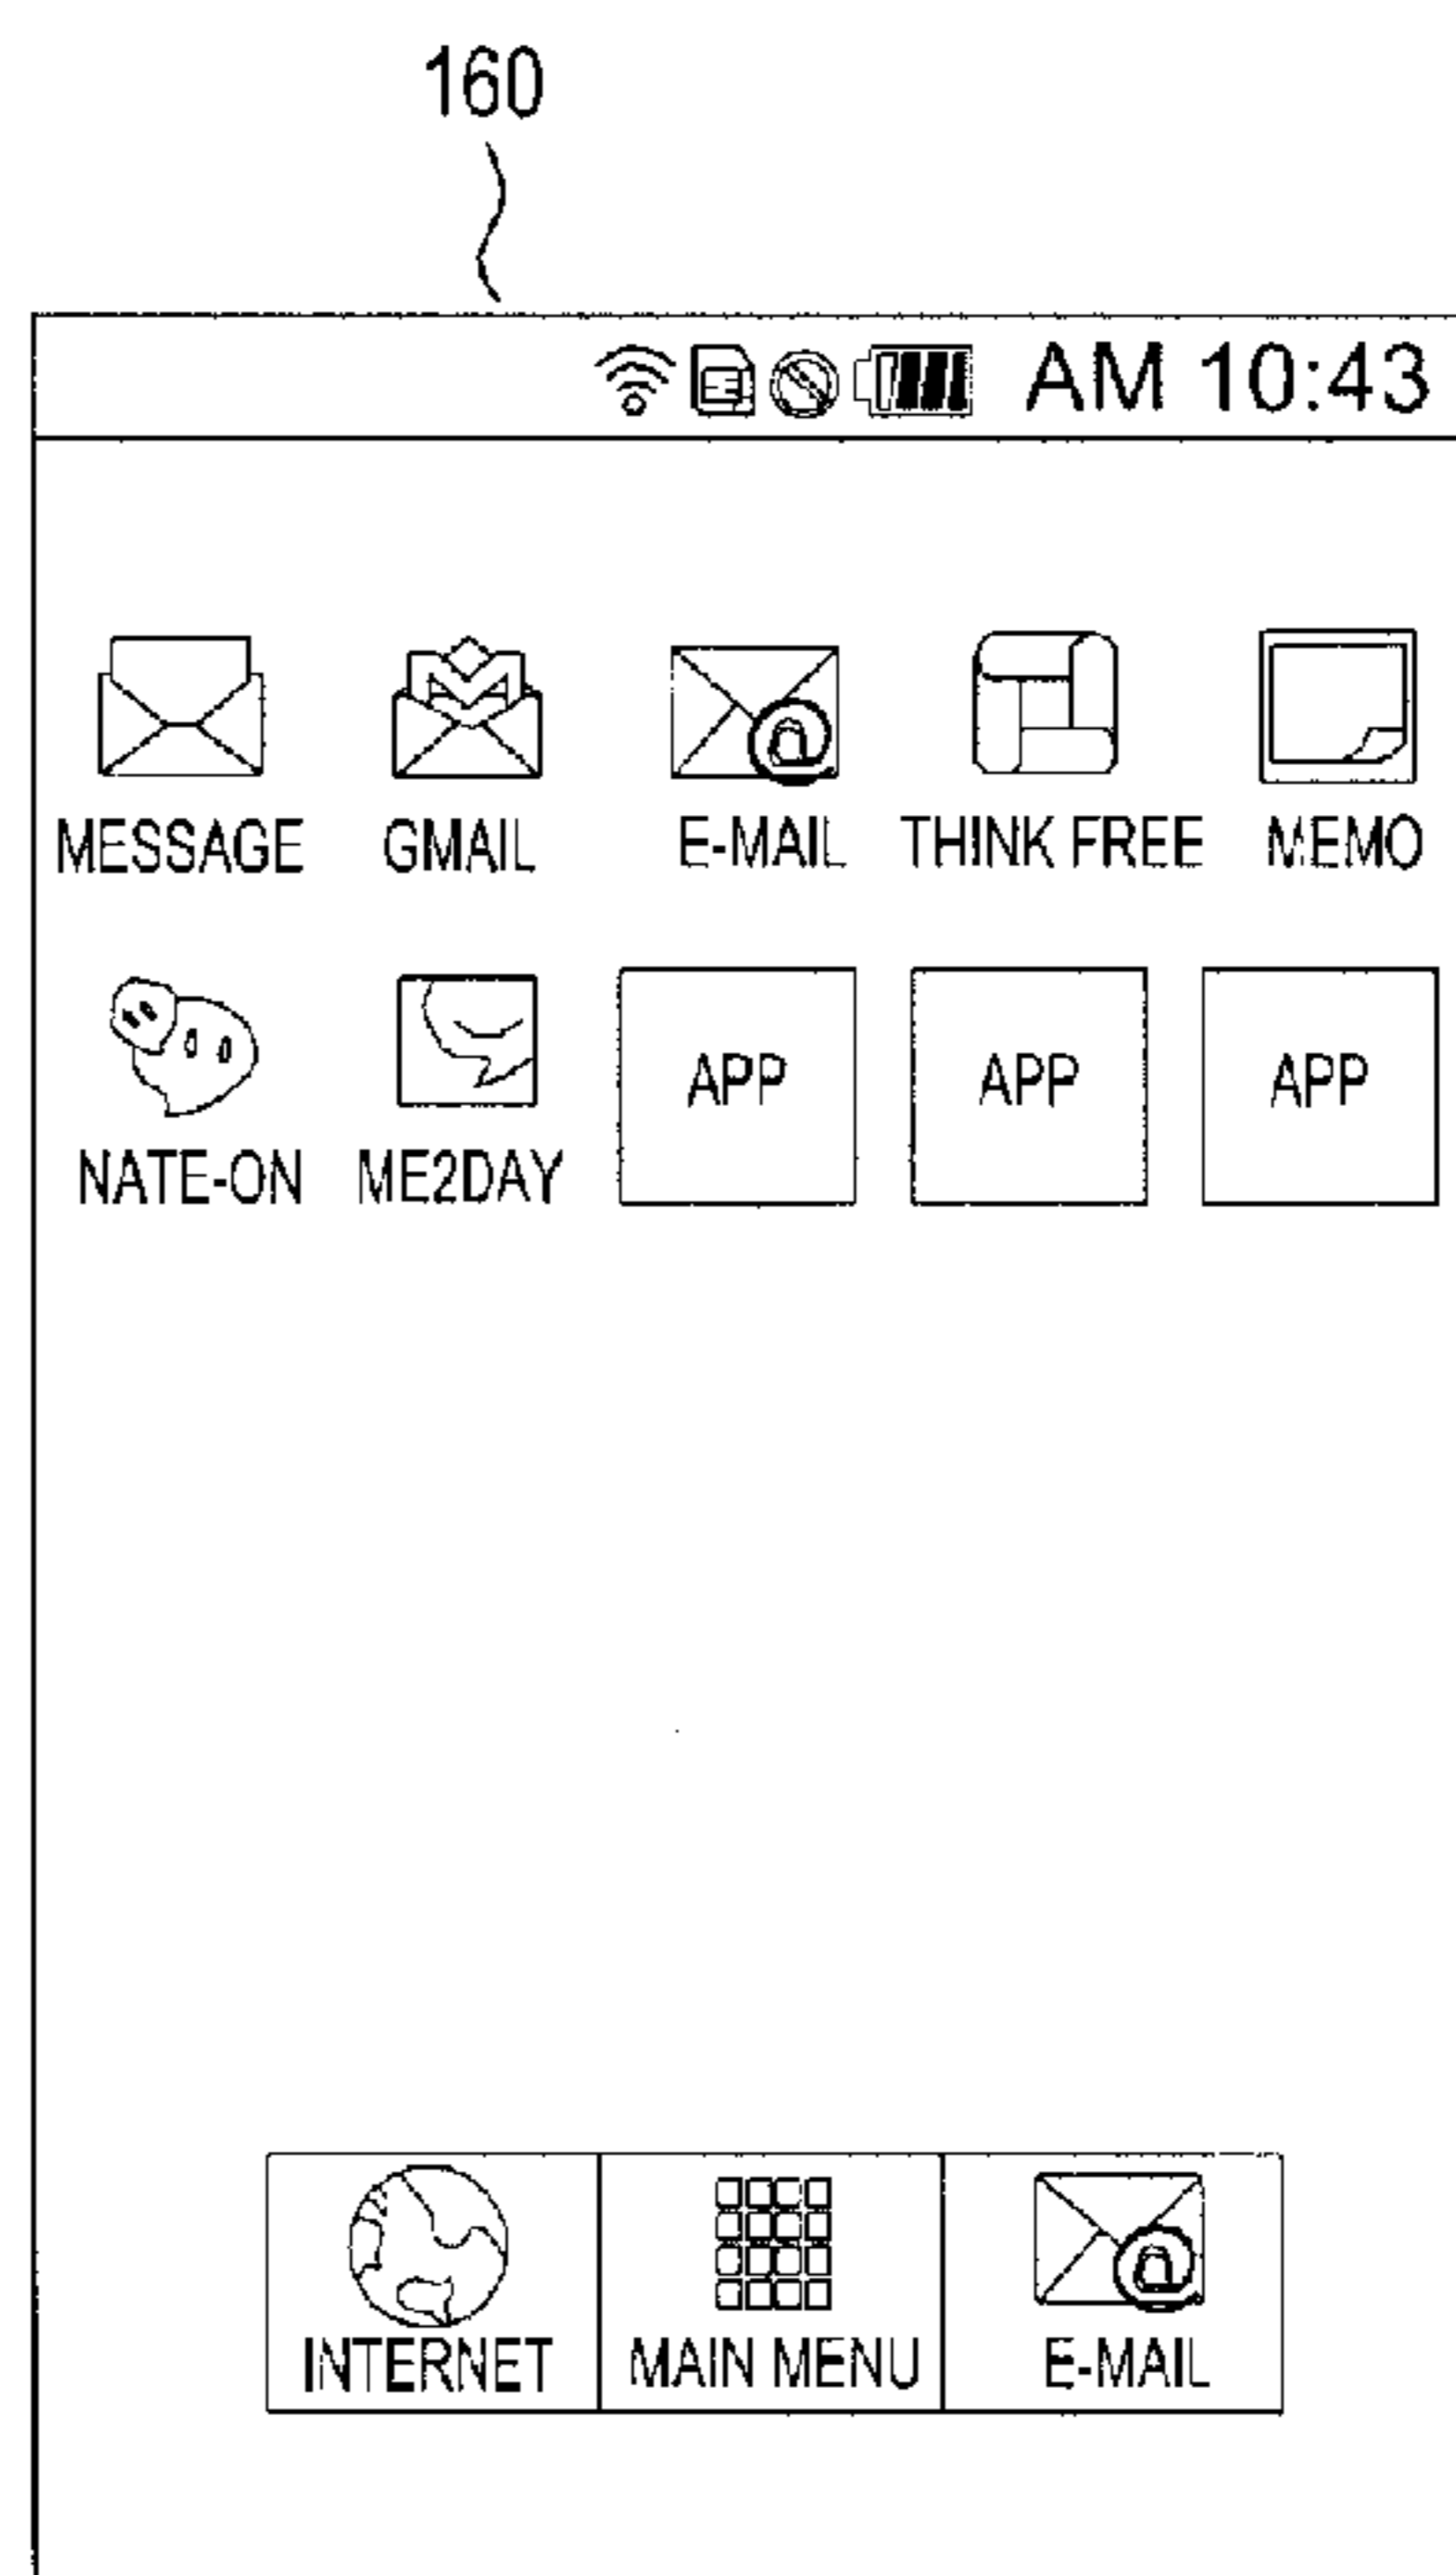 160
AM 10:43
MESSAGE GMAIL E-MAIL THINK FREE MEMO
APP APP APP
NATE-ON ME2DAY
INTERNET MAIN MENU E-MAIL